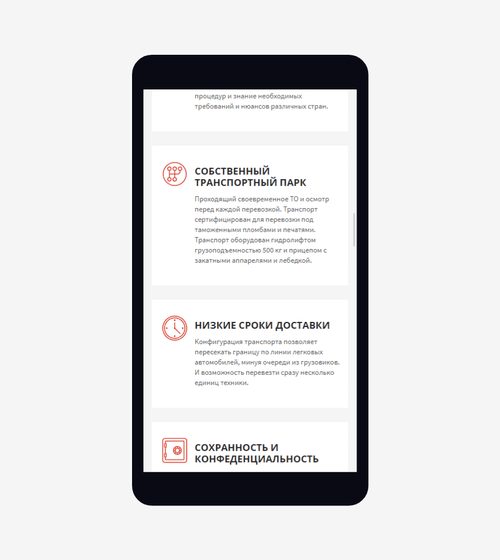 процедур и знание необходимых
требований и нюансов различных стран.
СОБСТВЕННЫЙ
ТРАНСПОРТНЫЙ ПАРК
Проходящий своевременное ТО и осмотр
перед каждой перевозкой. Транспорт
сертифицирован для перевозки под
таможенными пломбами и печатями.
Транспорт оборудован гидролифтом
грузоподъемностью 500 кг и прицепом с
закатными аппарелями и лебедкой.
НИЗКИЕ СРОКИ ДОСТАВКИ
Конфигурация транспорта позволяет
пересекать границу по линии легковых
автомобилей, минуя очереди из грузовиков.
И возможность перевезти сразу несколько
единиц техники.
СОХРАННОСТЬ И
КОНФЕДЕНЦИАЛЬНОСТЬ